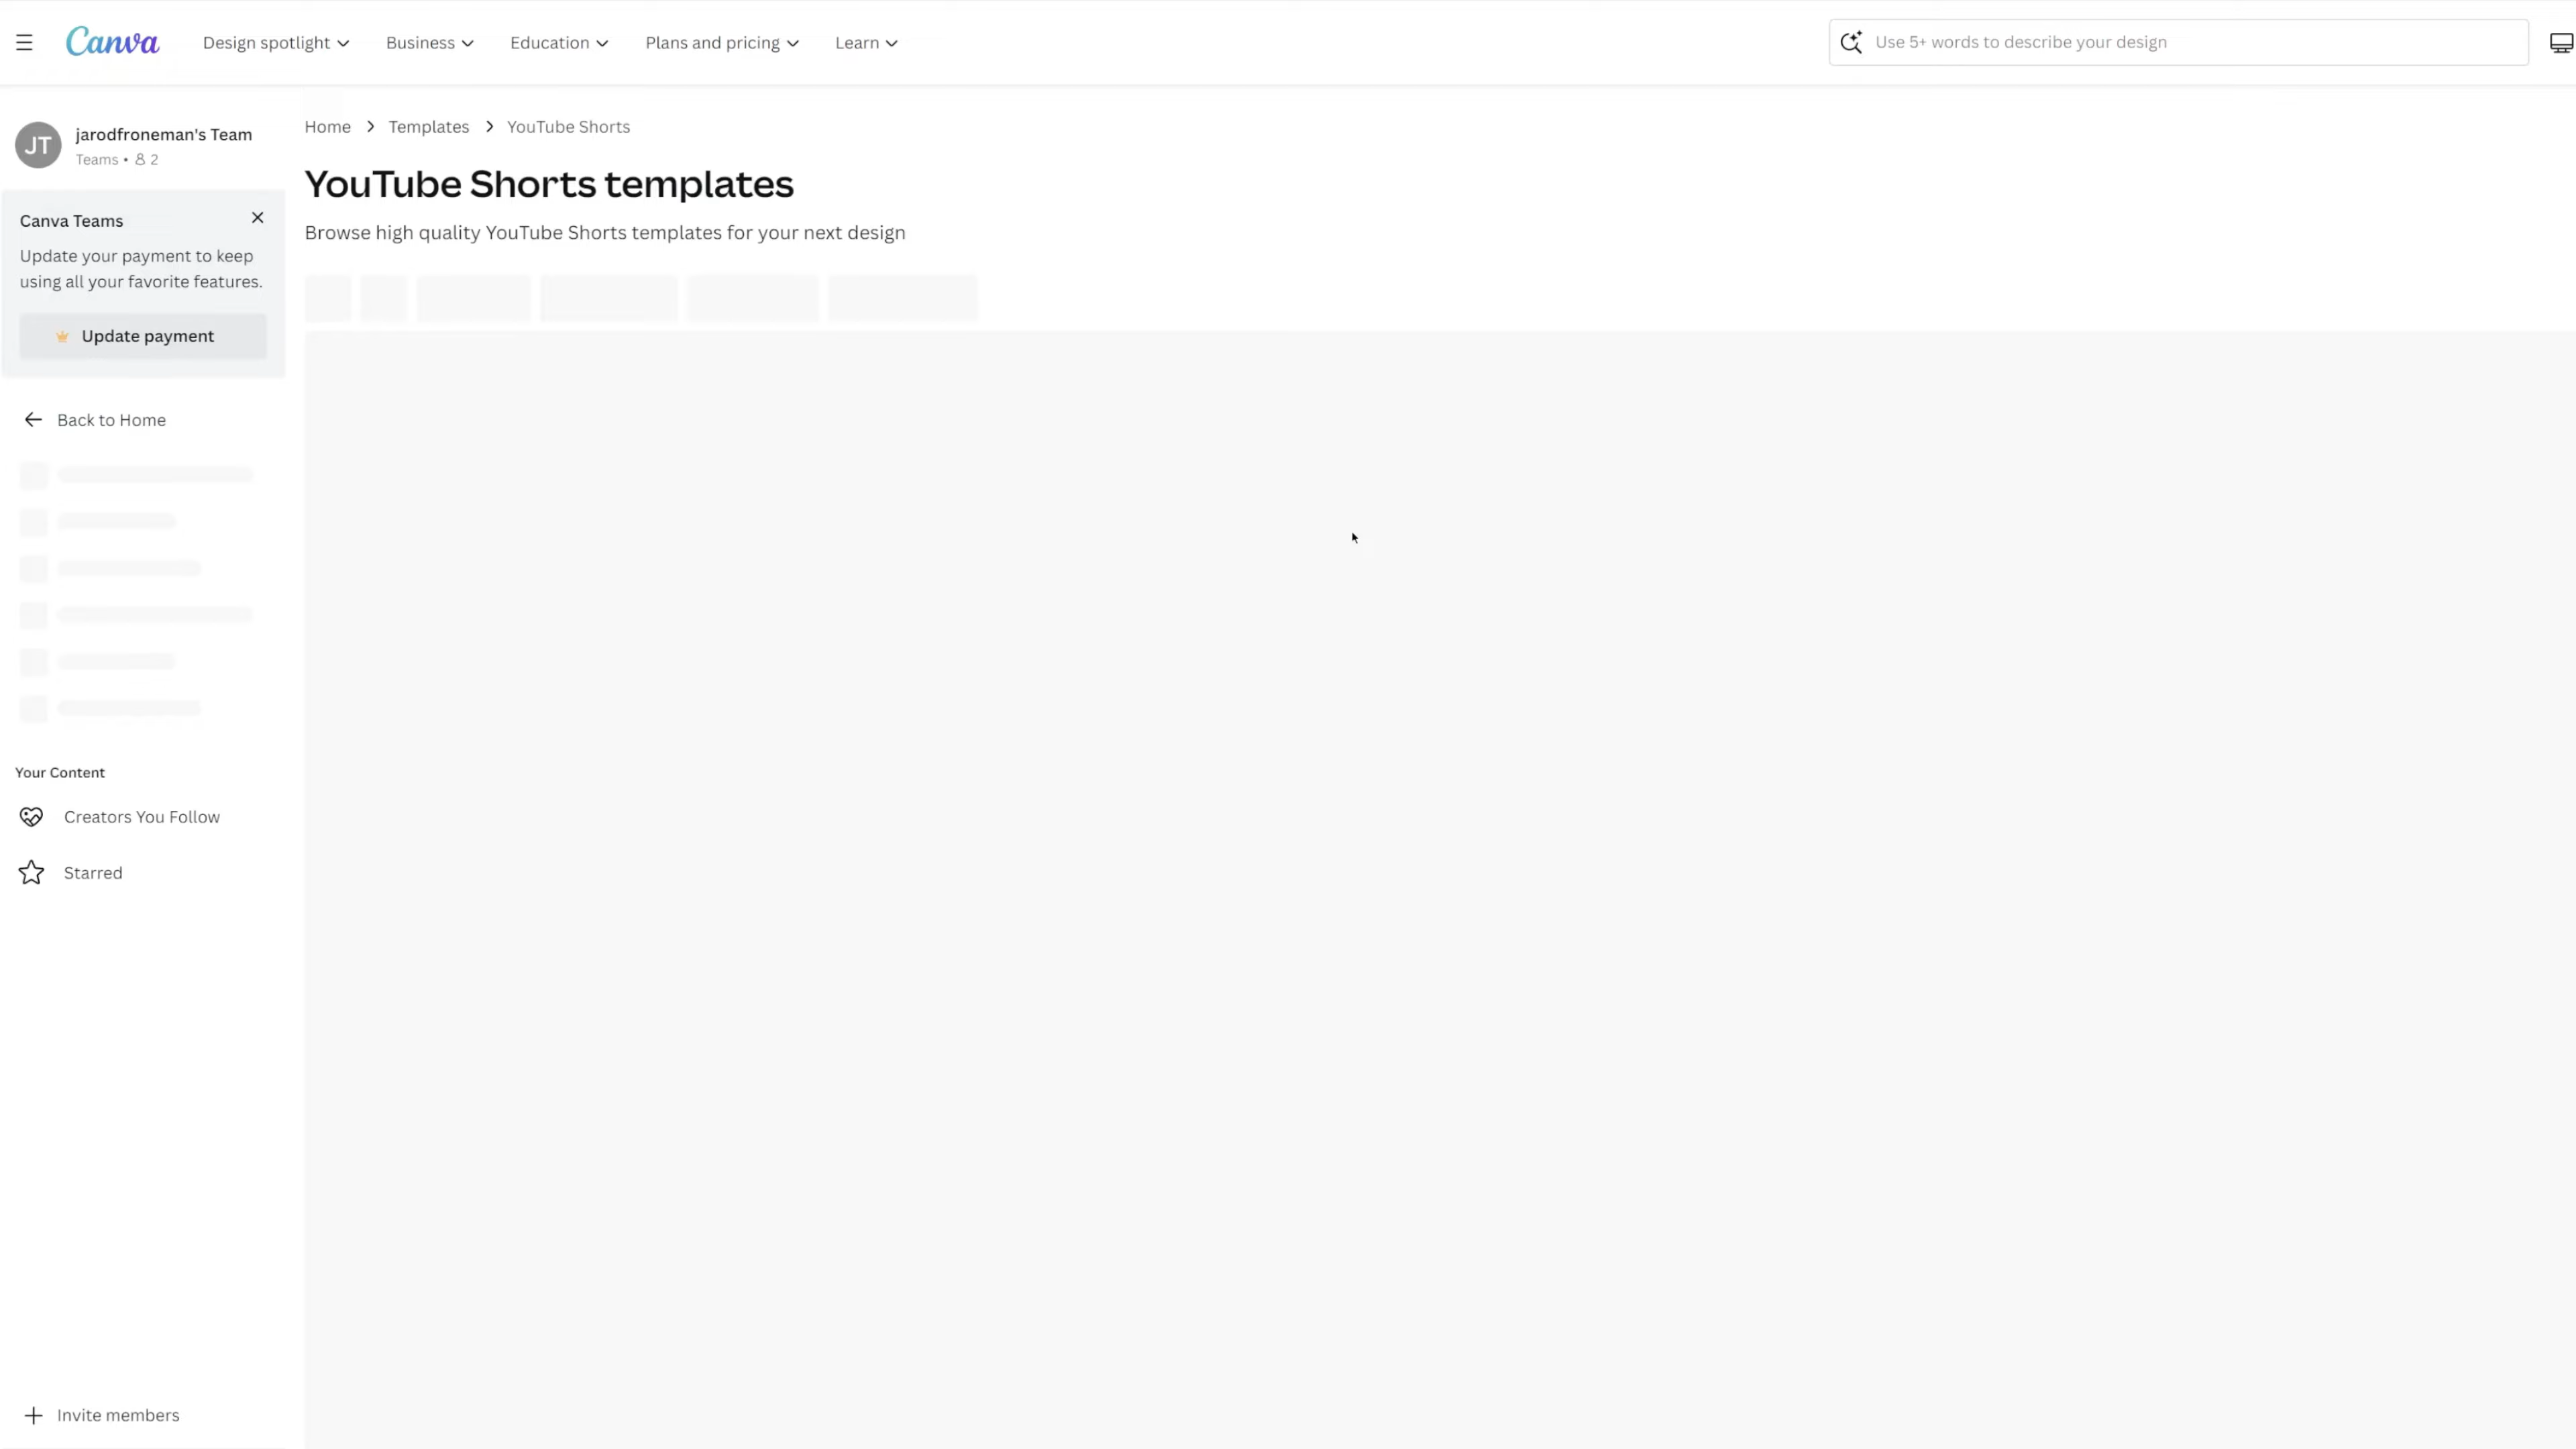 Canva
Design spotlight
Business
Education
Plans and pricing
Learn
Use 5+ words to describe your design
JT
jarodfroneman's Team
Teams • 2
Canva Teams
Update your payment to keep
using all your favorite features.
Update payment
Back to Home
Your Content
Creators You Follow
Starred
Invite members
Home
Templates
YouTube Shorts
YouTube Shorts templates
Browse high quality YouTube Shorts templates for your next design